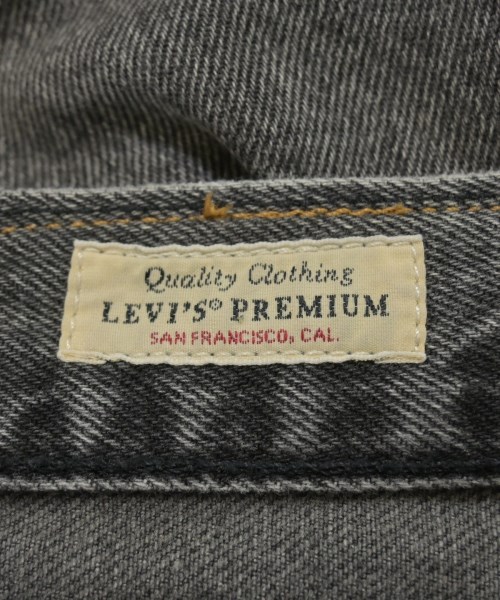 Quality Clothing
LEVI'S® PREMIUM
SAN FRANCISCO, CAL.